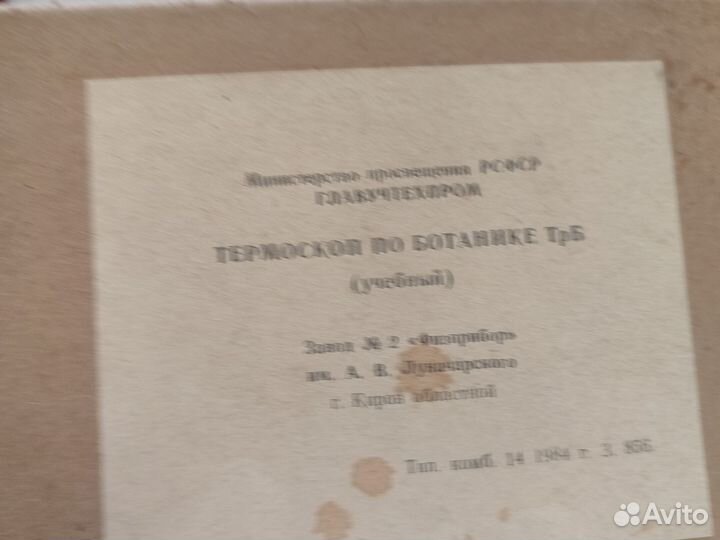 Министерство просвещения РСФСР
ГЛАВУЧТЕХПРОМ
ТЕРМОСКОП ПО БОТАНИКЕ ТрБ
(учебный)
Завод № 2 «Физприбор»
им. А. В. Луначарского
г. Киров областной
Тип. комб. 14 1984 г. З.
Avito